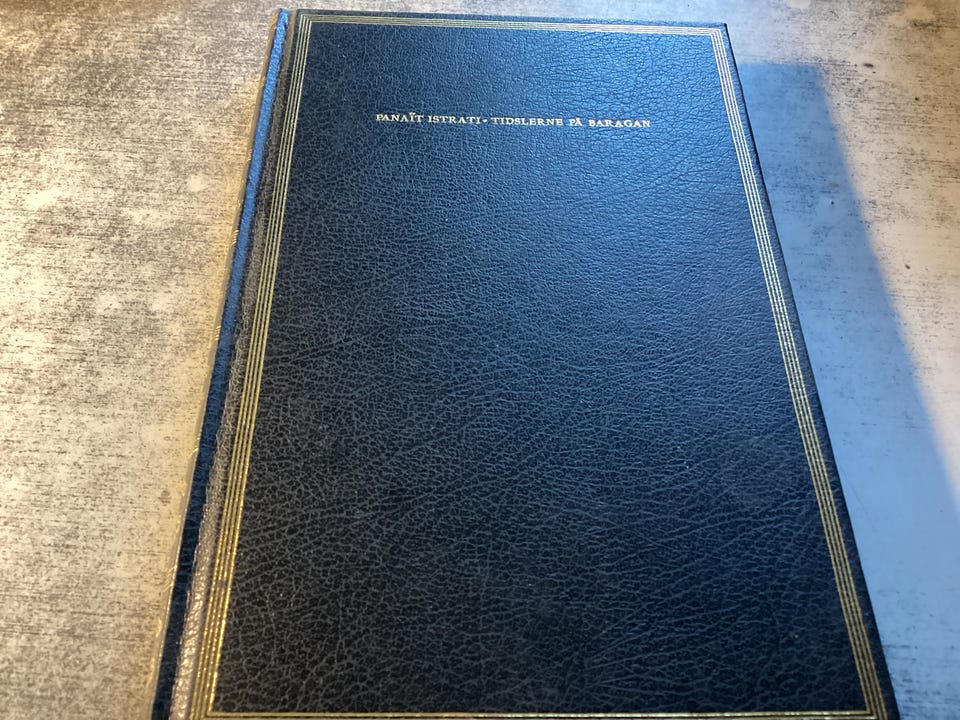 PANAÏT ISTRATI • TIDSLERNE PÅ BARAGAN